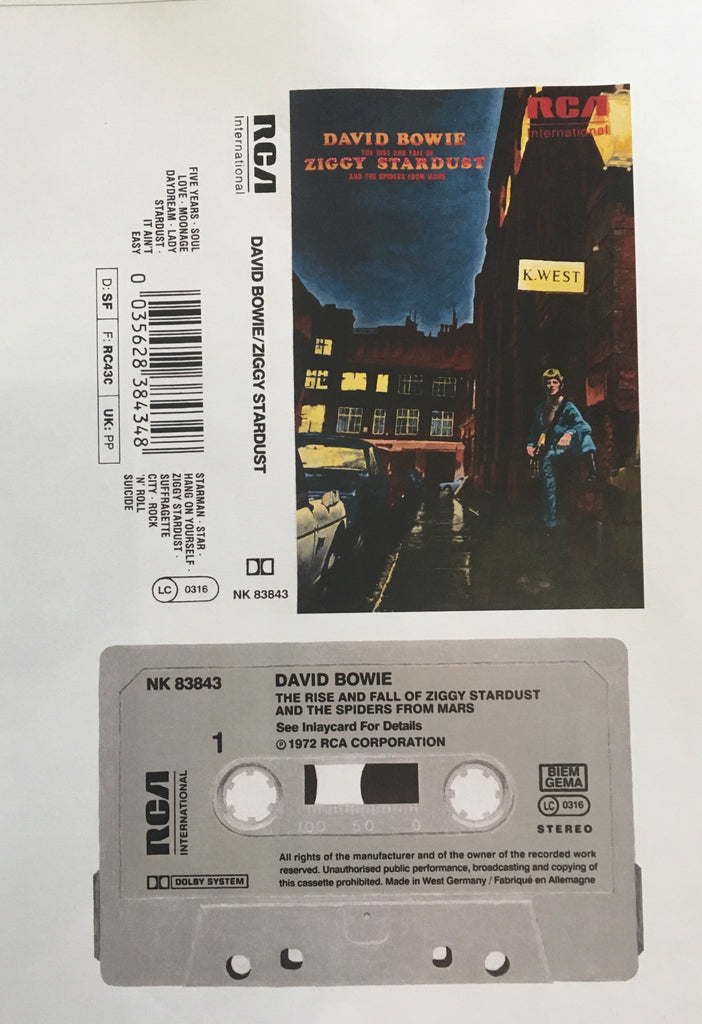 RCA
International
FIVE YEARS · SOUL
LOVE · MOONAGE
DAYDREAM · LADY
STARDUST ·
IT AIN'T
EASY
D: SF F: RC43C UK: PP
0 035628 384348
STARMAN · STAR ·
HANG ON YOURSELF ·
ZIGGY STARDUST ·
SUFFRAGETTE
CITY · ROCK
'N' ROLL
SUICIDE
LC 0316
DAVID BOWIE/ZIGGY STARDUST
NK 83843
RCA
International
DAVID BOWIE
THE RISE AND FALL OF
ZIGGY STARDUST
AND THE SPIDERS FROM MARS
K.WEST
NK 83843
DAVID BOWIE
THE RISE AND FALL OF ZIGGY STARDUST
AND THE SPIDERS FROM MARS
See Inlaycard For Details
℗ 1972 RCA CORPORATION
1
RCA
INTERNATIONAL
100 50 0
BIEM
GEMA
LC 0316
STEREO
DOLBY SYSTEM
All rights of the manufacturer and of the owner of the recorded work
reserved. Unauthorised public performance, broadcasting and copying of
this cassette prohibited. Made in West Germany / Fabriqué en Allemagne